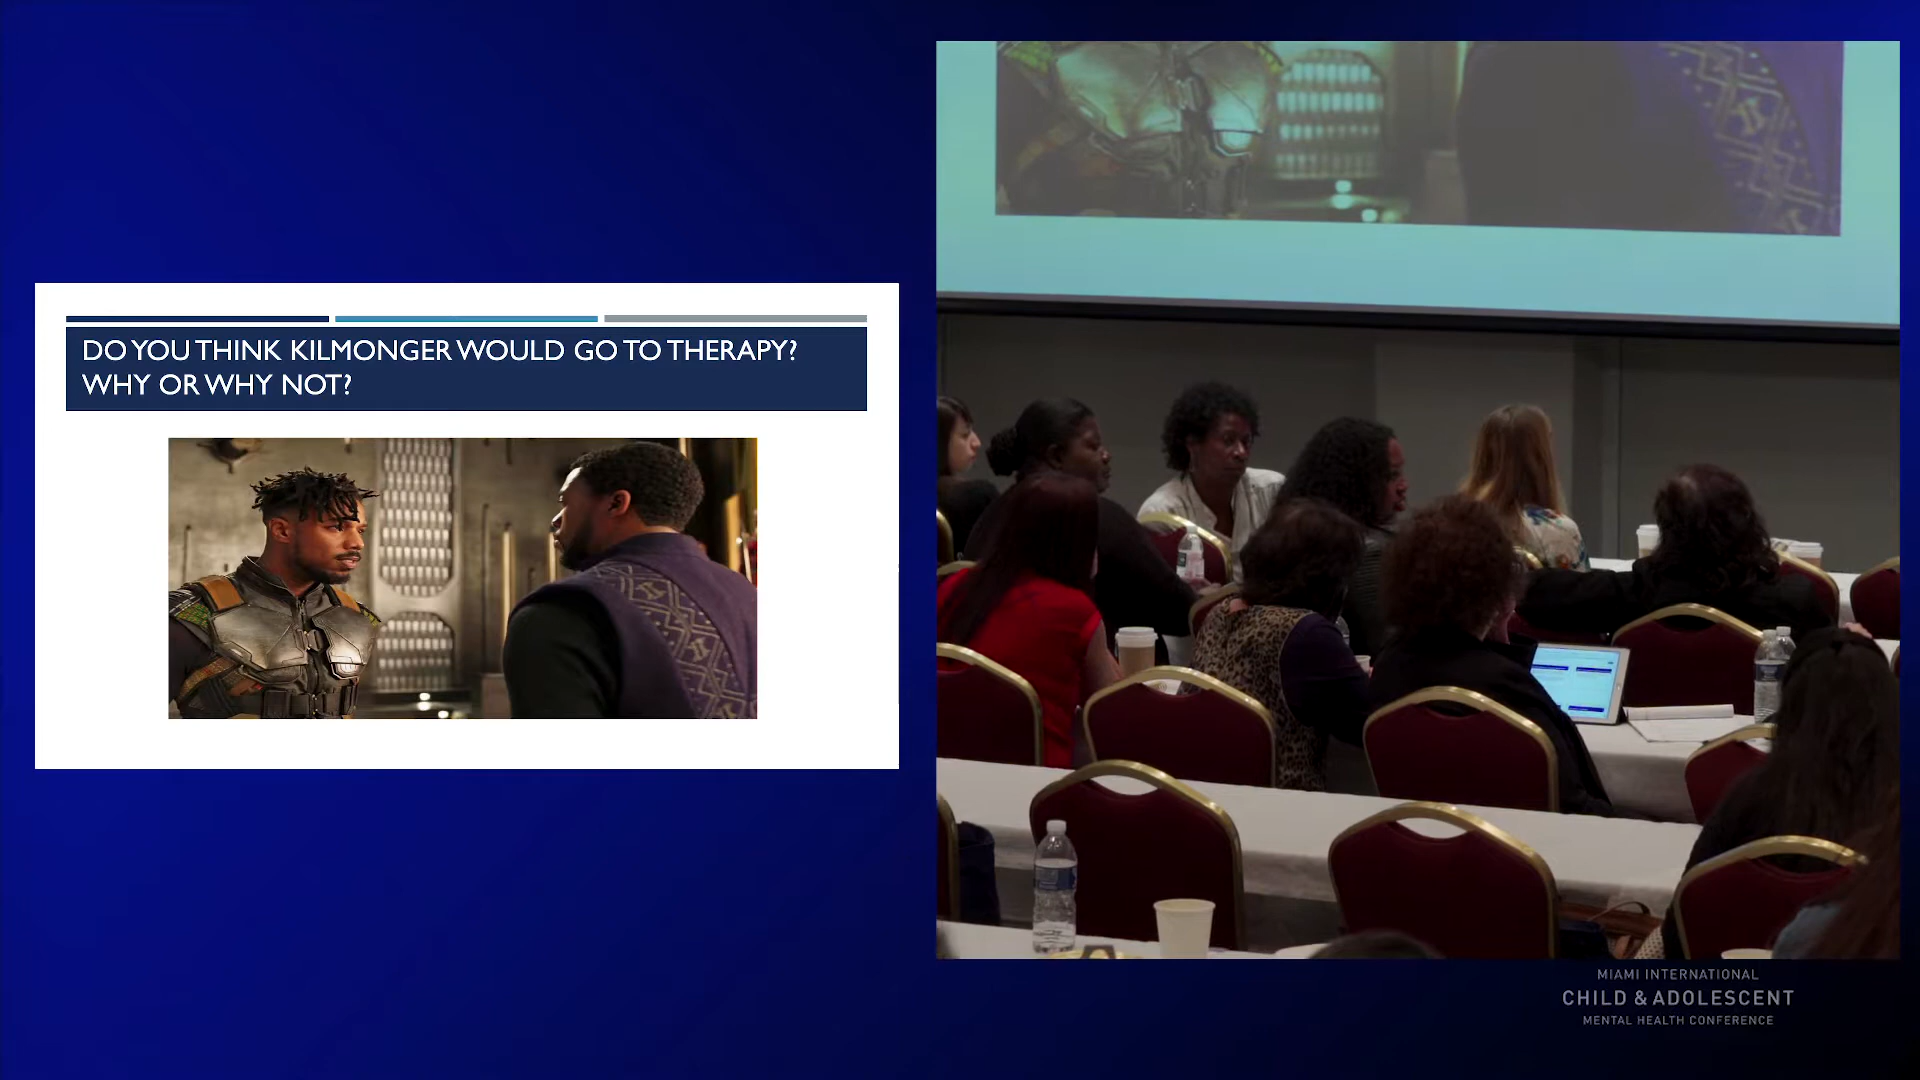 DO YOU THINK KILMONGER WOULD GO TO THERAPY?
WHY OR WHY NOT?
MIAMI INTERNATIONAL
CHILD & ADOLESCENT
MENTAL HEALTH CONFERENCE